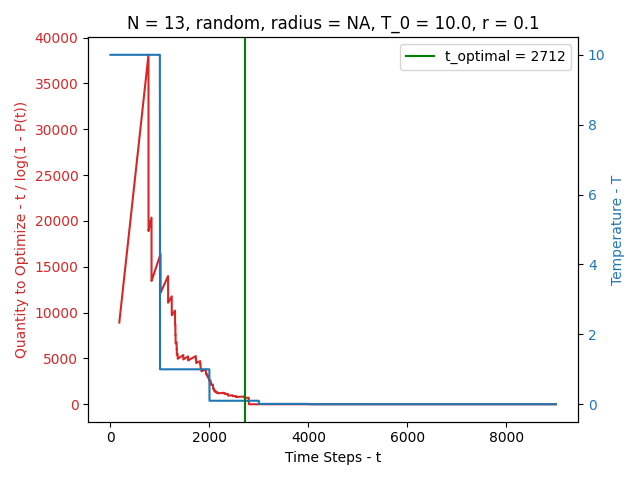 N = 13, random, radius = NA, T_0 = 10.0, r = 0.1
t_optimal = 2712
Quantity to Optimize - t / log(1 - P(t))
40000
35000
30000
25000
20000
15000
10000
5000
0
10
8
6
4
2
0
Temperature - T
0 2000 4000 6000 8000
Time Steps - t